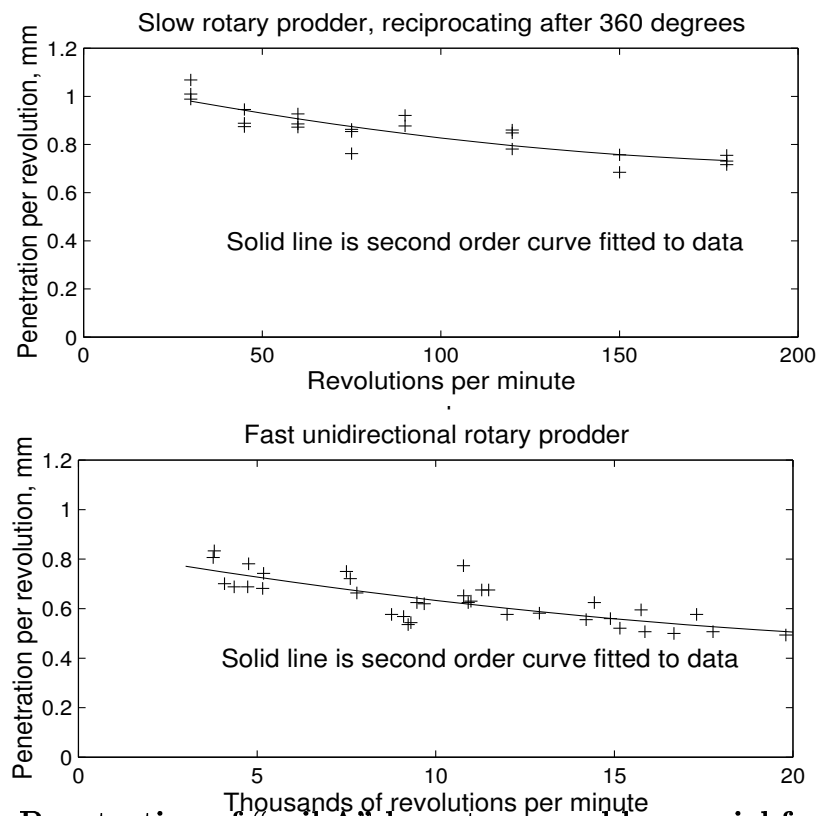 Slow rotary prodder, reciprocating after 360 degrees
Penetration per revolution, mm
1.2
1
0.8
0.6
0.4
0.2
0
Solid line is second order curve fitted to data
0 50 100 150 200
Revolutions per minute
Fast unidirectional rotary prodder
Penetration per revolution, mm
1.2
1
0.8
0.6
0.4
0.2
0
Solid line is second order curve fitted to data
0 5 10 15 20
Thousands of revolutions per minute